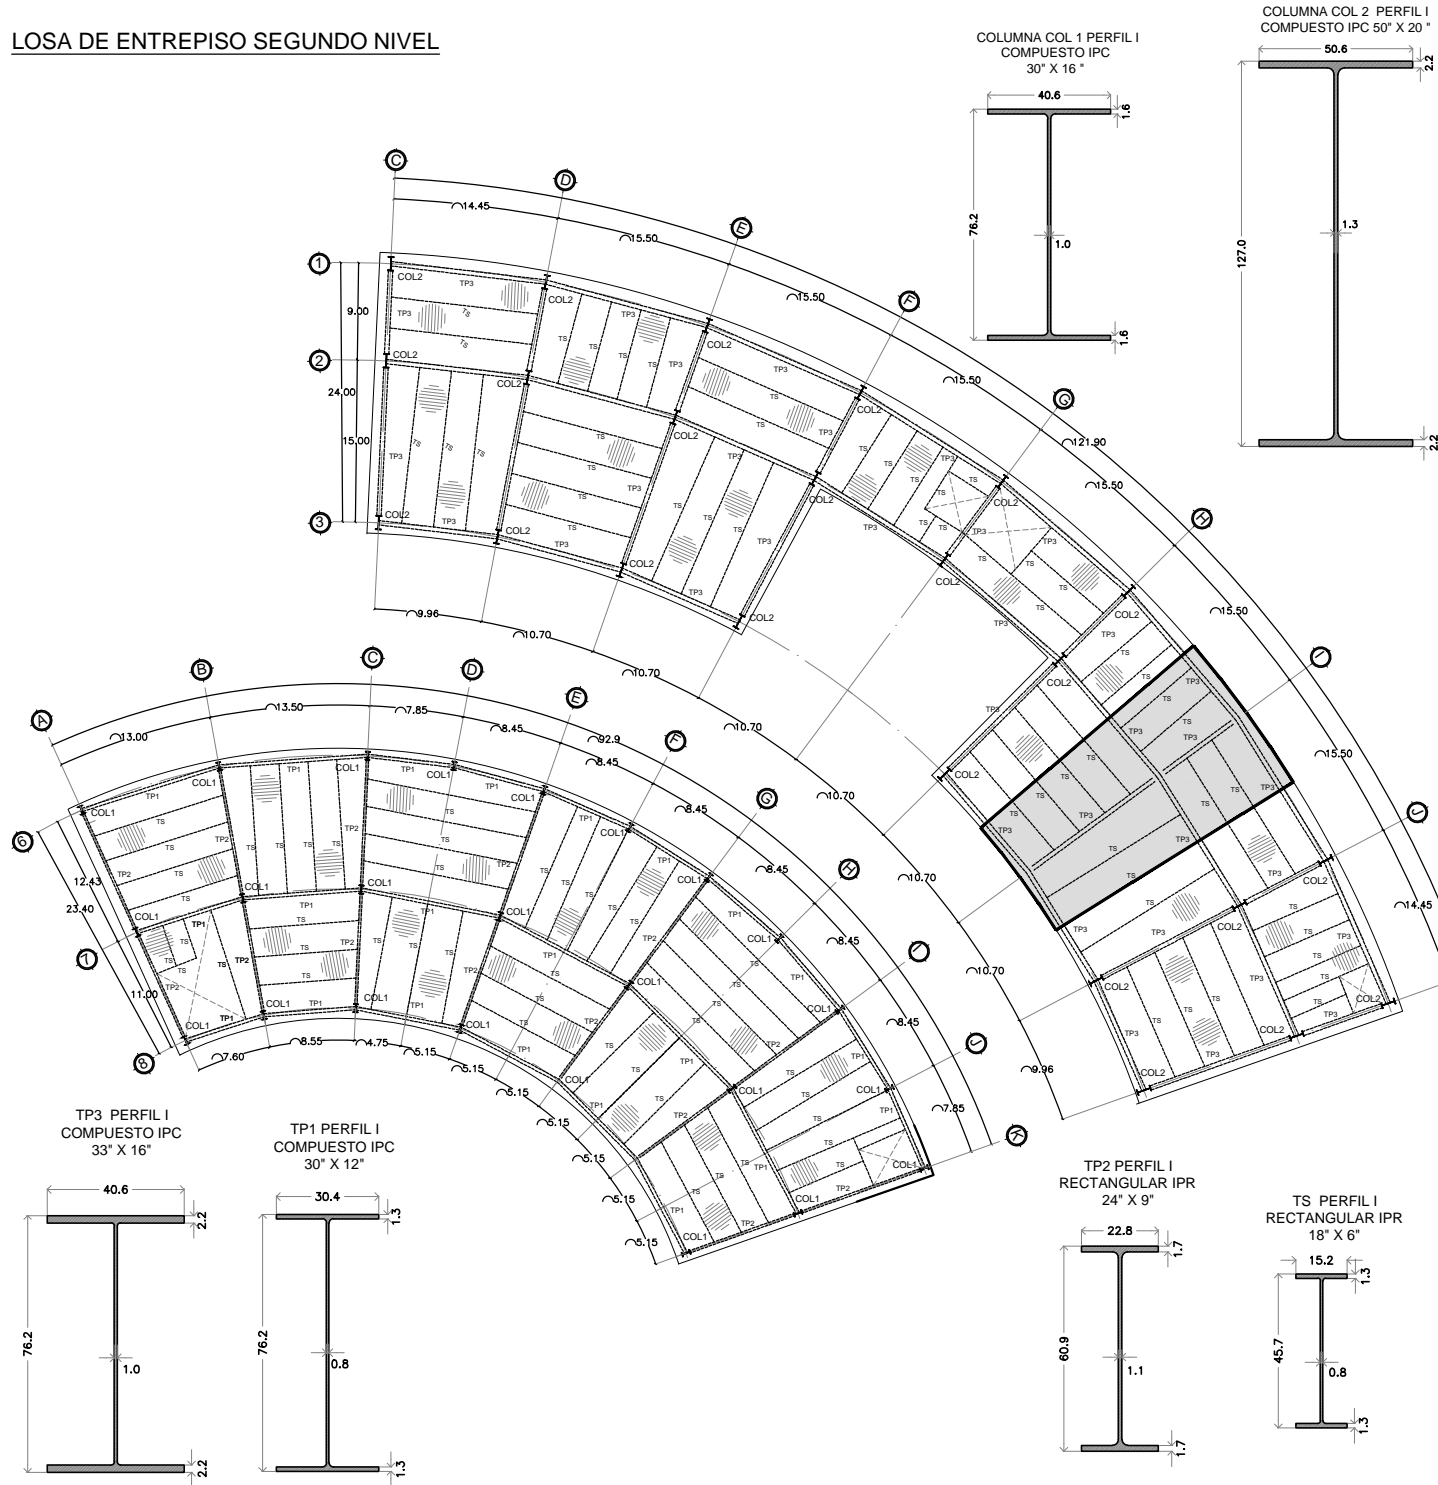 LOSA DE ENTREPISO SEGUNDO NIVEL
COLUMNA COL 1 PERFIL I
COMPUESTO IPC
30" X 16 "
40.6
1.6
76.2
1.0
1.6
COLUMNA COL 2 PERFIL I
COMPUESTO IPC 50" X 20 "
50.6
2.2
127.0
1.3
2.2
C
D
E
F
G
H
I
J
K
14.45
15.50
15.50
15.50
121.90
15.50
15.50
15.50
14.45
1
2
3
9.00
24.00
15.00
COL2
TP3
TS
9.96
10.70
10.70
10.70
10.70
10.70
10.70
9.96
A
B
C
D
E
F
G
H
I
J
13.00
13.50
7.85
8.45
92.9
8.45
8.45
8.45
8.45
8.45
7.85
6
7
8
12.43
23.40
11.00
COL1
TP1
TP2
TS
7.60
8.55
4.75
5.15
5.15
5.15
5.15
5.15
5.15
5.15
TP3 PERFIL I
COMPUESTO IPC
33" X 16"
40.6
2.2
76.2
1.0
2.2
TP1 PERFIL I
COMPUESTO IPC
30" X 12"
30.4
1.3
76.2
0.8
1.3
TP2 PERFIL I
RECTANGULAR IPR
24" X 9"
22.8
1.7
60.9
1.1
1.7
TS PERFIL I
RECTANGULAR IPR
18" X 6"
15.2
1.3
45.7
0.8
1.3